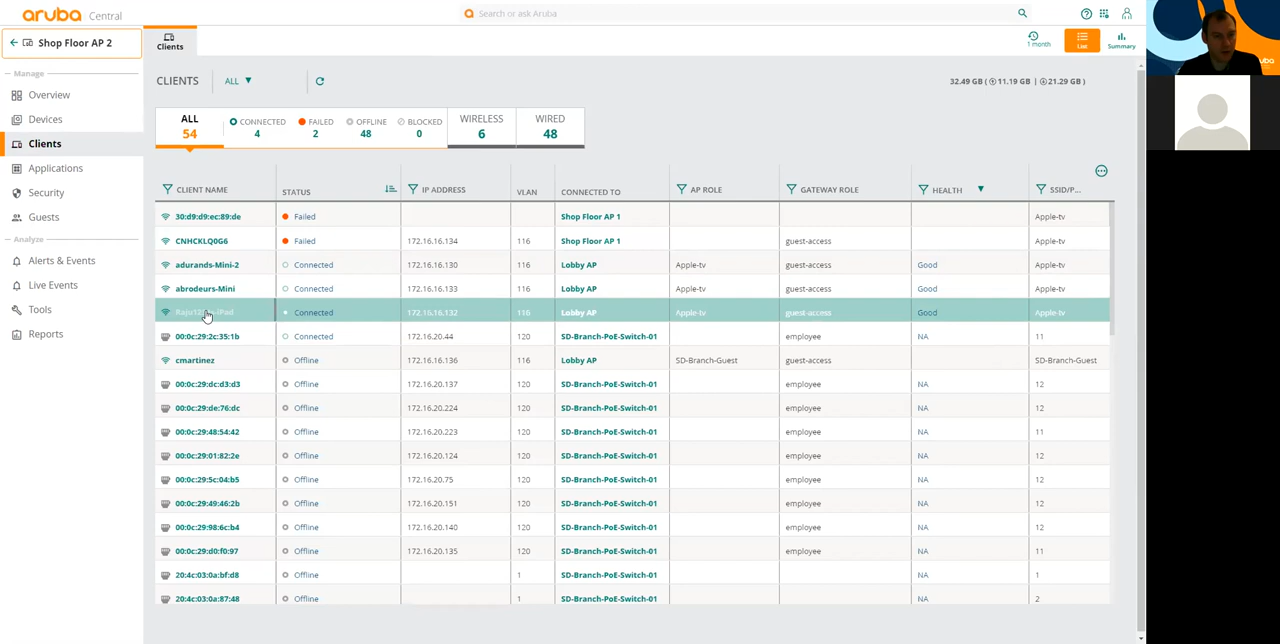 aruba Central
Search or ask Aruba
Shop Floor AP 2
Clients
1 month
List
Summary
Manage
Overview
Devices
Clients
Applications
Security
Guests
Analyze
Alerts & Events
Live Events
Tools
Reports
CLIENTS ALL
32.49 GB ( 11.19 GB | 21.29 GB )
ALL 54
CONNECTED 4
FAILED 2
OFFLINE 48
BLOCKED 0
WIRELESS 6
WIRED 48
CLIENT NAME STATUS IP ADDRESS VLAN CONNECTED TO AP ROLE GATEWAY ROLE HEALTH SSID/P...
30:d9:d9:ec:89:de Failed Shop Floor AP 1 Apple-tv
CNHCKLQ0G6 Failed 172.16.16.134 116 Shop Floor AP 1 guest-access Apple-tv
adurands-Mini-2 Connected 172.16.16.130 116 Lobby AP Apple-tv guest-access Good Apple-tv
abrodeurs-Mini Connected 172.16.16.133 116 Lobby AP Apple-tv guest-access Good Apple-tv
Connected 172.16.16.132 116 Lobby AP Apple-tv guest-access Good Apple-tv
00:0c:29:2c:35:1b Connected 172.16.20.44 120 SD-Branch-PoE-Switch-01 employee NA 11
cmartinez Offline 172.16.16.136 116 Lobby AP SD-Branch-Guest guest-access SD-Branch-Guest
00:0c:29:dc:d3:d3 Offline 172.16.20.137 120 SD-Branch-PoE-Switch-01 employee NA 12
00:0c:29:de:76:dc Offline 172.16.20.224 120 SD-Branch-PoE-Switch-01 employee NA 12
00:0c:29:48:54:42 Offline 172.16.20.223 120 SD-Branch-PoE-Switch-01 employee NA 11
00:0c:29:01:82:2e Offline 172.16.20.124 120 SD-Branch-PoE-Switch-01 employee NA 12
00:0c:29:5c:04:b5 Offline 172.16.20.75 120 SD-Branch-PoE-Switch-01 employee NA 12
00:0c:29:49:46:2b Offline 172.16.20.151 120 SD-Branch-PoE-Switch-01 employee NA 12
00:0c:29:98:6c:b4 Offline 172.16.20.140 120 SD-Branch-PoE-Switch-01 employee NA 12
00:0c:29:d0:f0:97 Offline 172.16.20.135 120 SD-Branch-PoE-Switch-01 employee NA 11
20:4c:03:0a:bf:d8 Offline 1 SD-Branch-PoE-Switch-01 NA 1
20:4c:03:0a:87:48 Offline 1 SD-Branch-PoE-Switch-01 NA 2